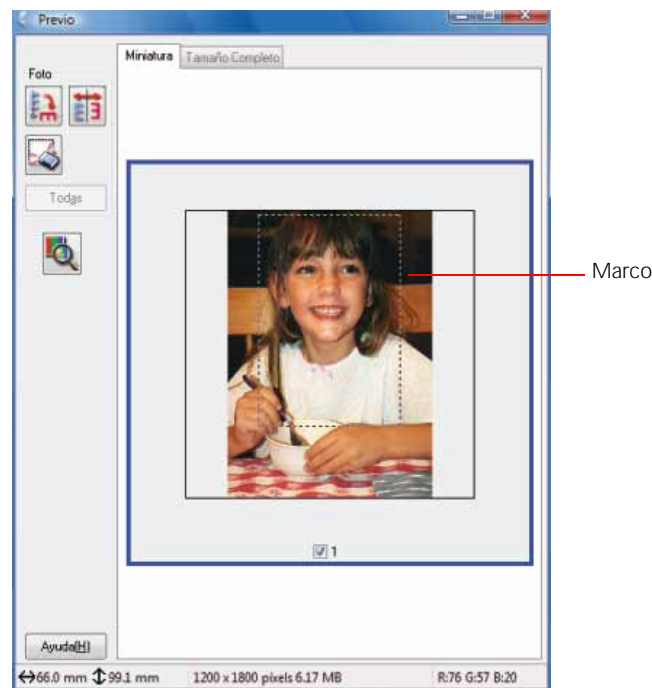 Previo
Miniatura
Tamaño Completo
Foto
Todas
Marco
1
Ayuda(H)
66.0 mm 99.1 mm 1200 x 1800 pixels 6.17 MB R:76 G:57 B:20